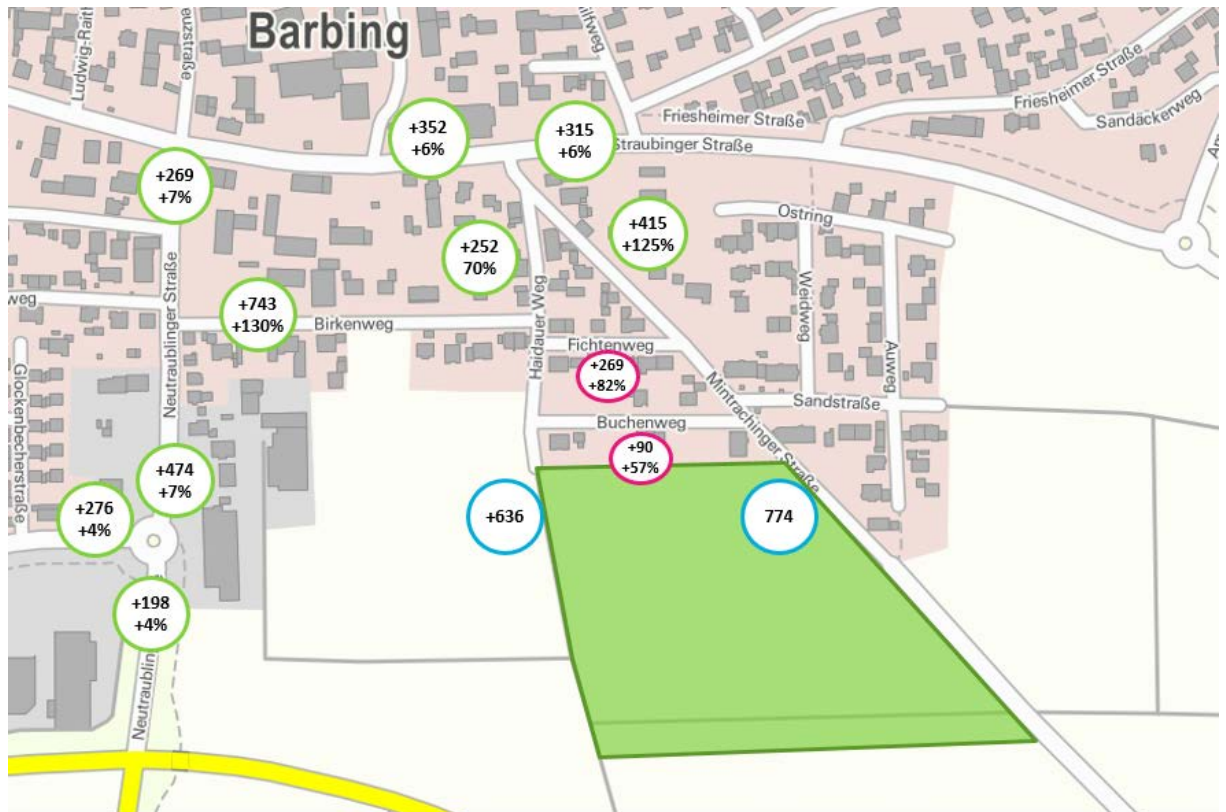 Barbing
Ludwig-Raith
euzstraße
ilfweg
+352
+6%
+315
+6%
Friesheimer Straße
Friesheimer Straße
Sandäckerweg
Straubinger Straße
+269
+7%
+252
70%
+415
+125%
Ostring
Weidweg
Auweg
Neutraublinger Straße
+743
+130%
Birkenweg
Haidauer Weg
Fichtenweg
+269
+82%
Mintrachinger Straße
Sandstraße
Buchenweg
+90
+57%
weg
Glockenbecherstraße
+474
+7%
+276
+4%
+636
774
+198
+4%
Neutraublin